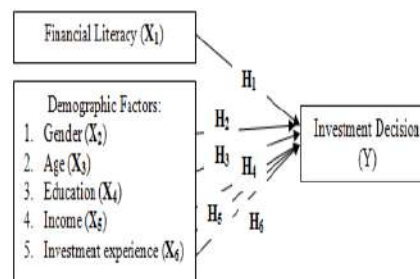 Financial Literacy (X1)
H1
Demographic Factors:
1. Gender (X2)
2. Age (X3)
3. Education (X4)
4. Income (X5)
5. Investment experience (X6)
H2
H3
H4
H5
H6
Investment Decision
(Y)